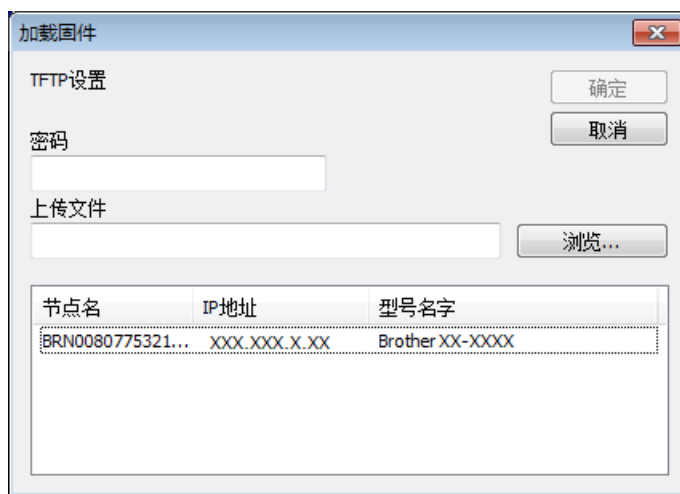 加载固件
TFTP设置
确定
取消
密码
上传文件
浏览...
节点名 IP地址 型号名字
BRN0080775321... XXX.XXX.X.XX Brother XX-XXXX